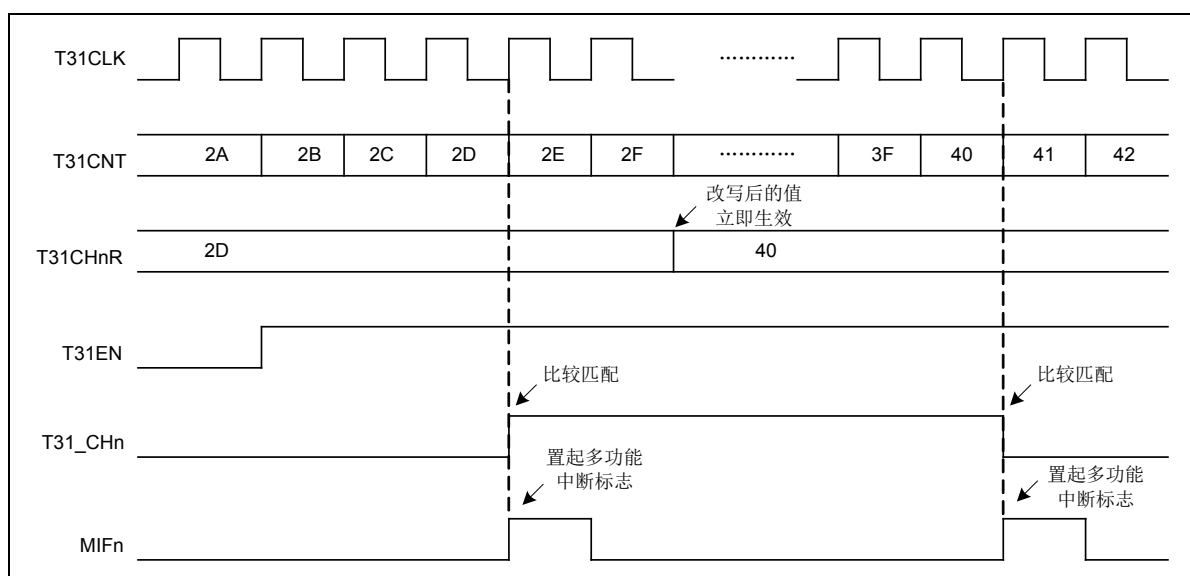 T31CLK
…………
T31CNT
2A 2B 2C 2D 2E 2F ………… 3F 40 41 42
改写后的值
立即生效
T31CHnR
2D 40
T31EN
比较匹配
比较匹配
T31_CHn
置起多功能
中断标志
置起多功能
中断标志
MIFn